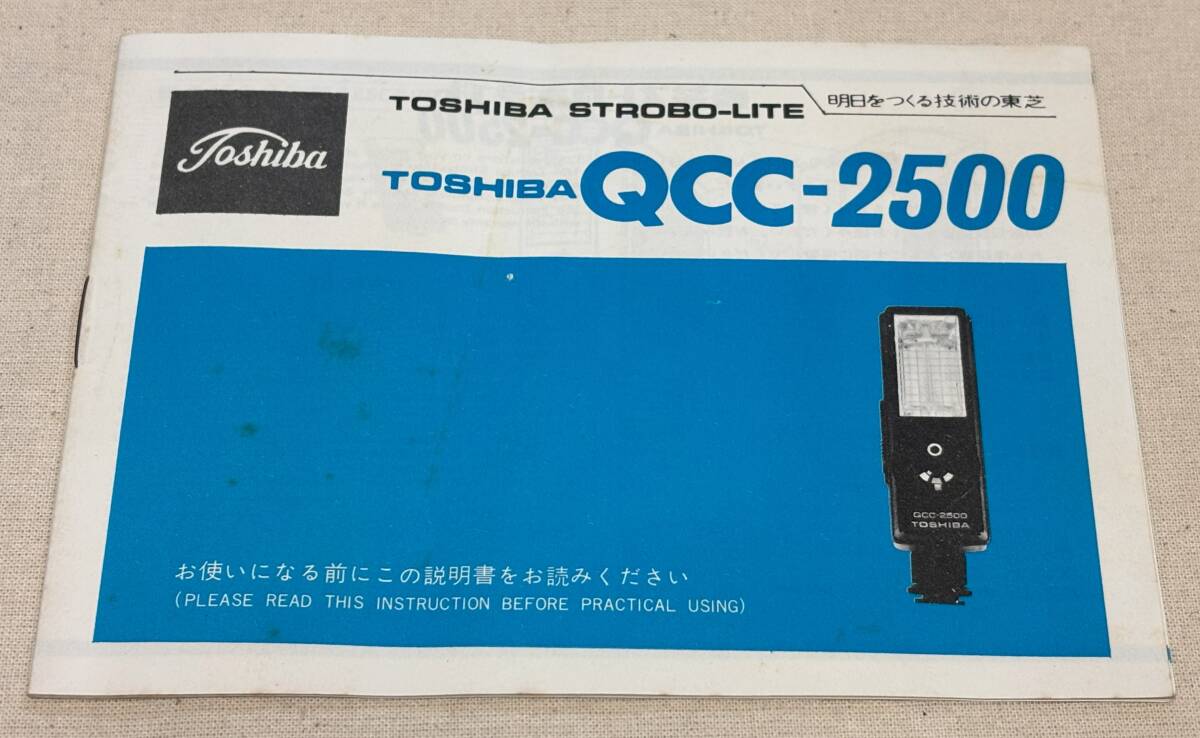 Toshiba
TOSHIBA STROBO-LITE
明日をつくる技術の東芝
TOSHIBA QCC-2500
QCC-2500
TOSHIBA
お使いになる前にこの説明書をお読みください
(PLEASE READ THIS INSTRUCTION BEFORE PRACTICAL USING)